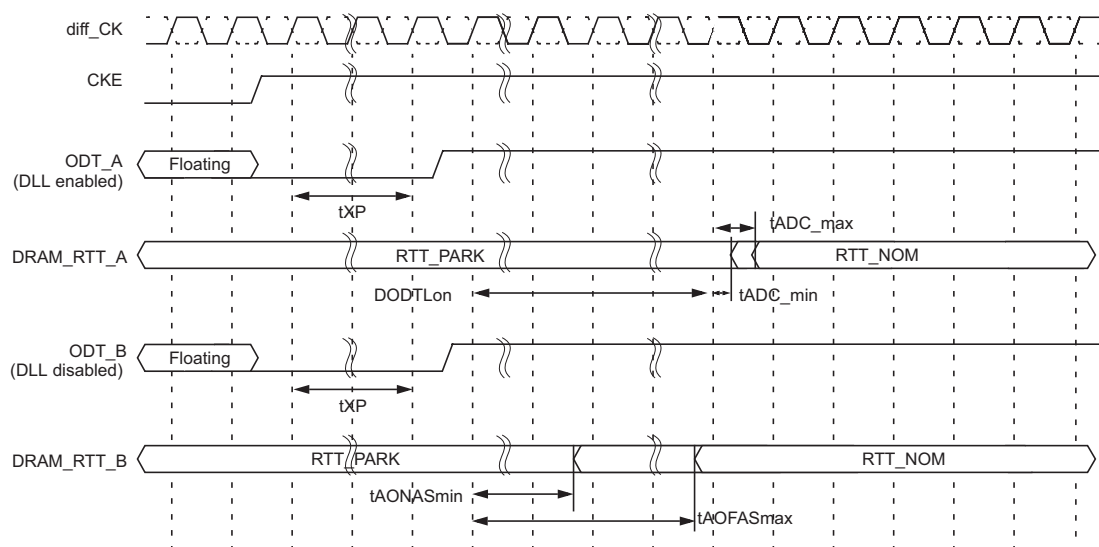 diff_CK
CKE
ODT_A
(DLL enabled)
Floating
tXP
tADC_max
DRAM_RTT_A
RTT_PARK
RTT_NOM
DODTLon
tADC_min
ODT_B
(DLL disabled)
Floating
tXP
DRAM_RTT_B
RTT_PARK
RTT_NOM
tAONASmin
tAOFASmax